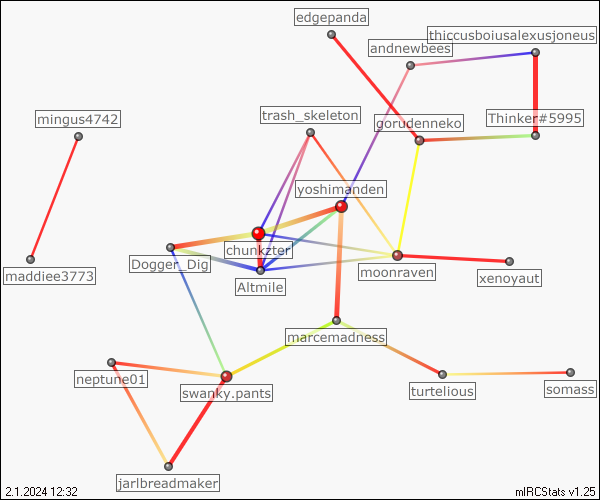 edgepanda
thiccusboiusalexusjoneus
andnewbees
mingus4742
trash_skeleton
gorudenneko
Thinker#5995
yoshimanden
chunkzter
Dogger_Dig
maddiee3773
moonraven
xenoyaut
Altmile
marcemadness
neptune01
swanky.pants
turtelious
somass
jarlbreadmaker
2.1.2024 12:32
mIRCStats v1.25